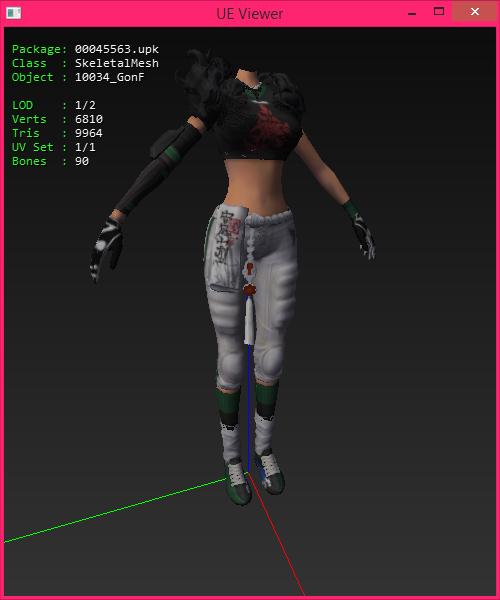 UE Viewer
Package: 00045563.upk
Class : SkeletalMesh
Object : 10034_GonF
LOD : 1/2
Verts : 6810
Tris : 9964
UV Set : 1/1
Bones : 90